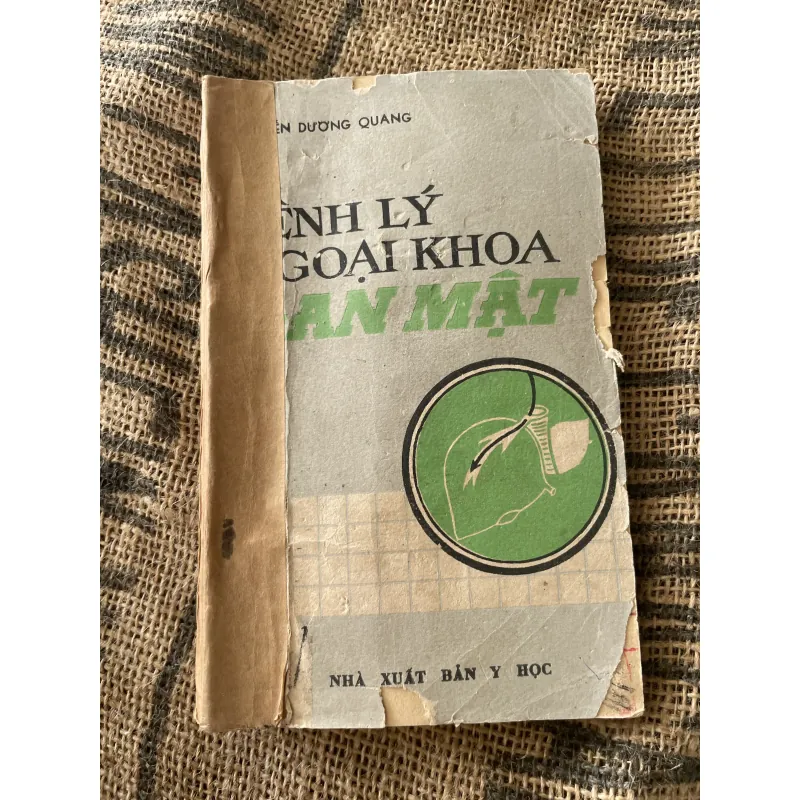 ỄN DƯƠNG QUANG
ỆNH LÝ
GOẠI KHOA
AN MẬT
NHÀ XUẤT BẢN Y HỌC